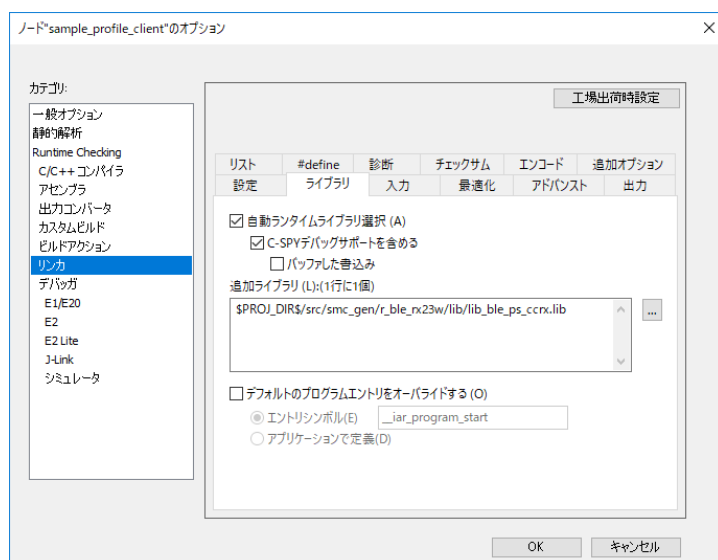 ノード"sample_profile_client"のオプション
カテゴリ:
一般オプション
静的解析
Runtime Checking
C/C++ コンパイラ
アセンブラ
出力コンバータ
カスタムビルド
ビルドアクション
リンカ
デバッガ
E1/E20
E2
E2 Lite
J-Link
シミュレータ
工場出荷時設定
リスト #define 診断 チェックサム エンコード 追加オプション
設定 ライブラリ 入力 最適化 アドバンスト 出力
自動ランタイムライブラリ選択 (A)
C-SPYデバッグサポートを含める
バッファした書込み
追加ライブラリ (L):(1行に1個)
$PROJ_DIR$/src/smc_gen/r_ble_rx23w/lib/lib_ble_ps_ccrx.lib
...
デフォルトのプログラムエントリをオーバライドする (O)
エントリシンボル(E) __iar_program_start
アプリケーションで定義(D)
OK キャンセル